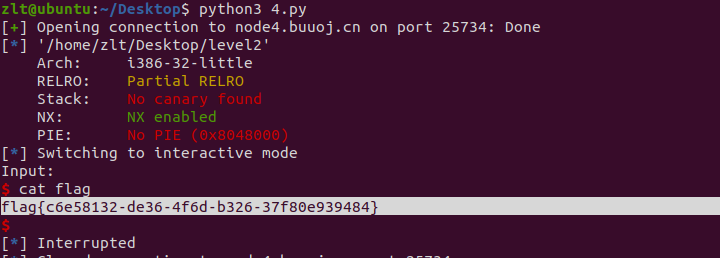 zlt@ubuntu:~/Desktop$ python3 4.py
[+] Opening connection to node4.buuoj.cn on port 25734: Done
[*] '/home/zlt/Desktop/level2'
Arch: i386-32-little
RELRO: Partial RELRO
Stack: No canary found
NX: NX enabled
PIE: No PIE (0x8048000)
[*] Switching to interactive mode
Input:
$ cat flag
flag{c6e58132-de36-4f6d-b326-37f80e939484}
$
[*] Interrupted